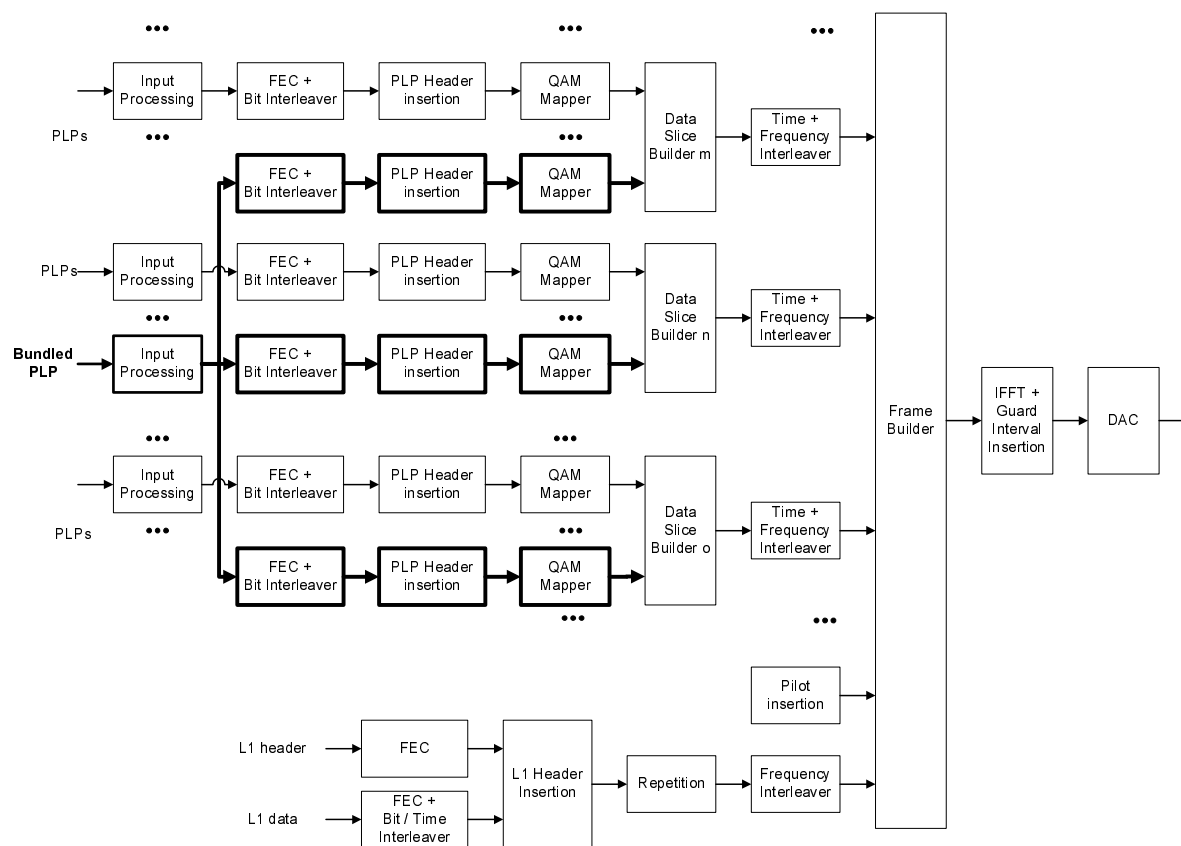 •••
•••
•••
Input
Processing
FEC +
Bit Interleaver
PLP Header
insertion
QAM
Mapper
PLPs
•••
•••
Data
Slice
Builder m
Time +
Frequency
Interleaver
FEC +
Bit Interleaver
PLP Header
insertion
QAM
Mapper
PLPs
Input
Processing
FEC +
Bit Interleaver
PLP Header
insertion
QAM
Mapper
•••
•••
Data
Slice
Builder n
Time +
Frequency
Interleaver
Bundled
PLP
Input
Processing
FEC +
Bit Interleaver
PLP Header
insertion
QAM
Mapper
Frame
Builder
IFFT +
Guard
Interval
Insertion
DAC
•••
•••
Input
Processing
FEC +
Bit Interleaver
PLP Header
insertion
QAM
Mapper
PLPs
•••
•••
Data
Slice
Builder o
Time +
Frequency
Interleaver
FEC +
Bit Interleaver
PLP Header
insertion
QAM
Mapper
•••
•••
Pilot
insertion
L1 header
FEC
L1 Header
Insertion
Repetition
Frequency
Interleaver
L1 data
FEC +
Bit / Time
Interleaver